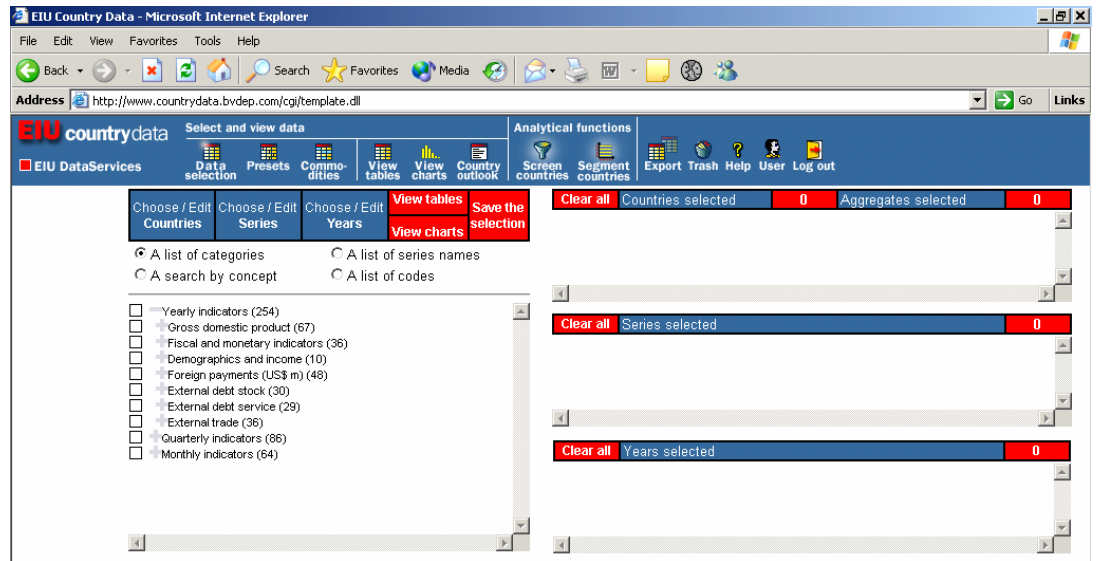 EIU Country Data - Microsoft Internet Explorer
File Edit View Favorites Tools Help
Back Search Favorites Media
Address http://www.countrydata.bvdep.com/cgi/template.dll Go Links
EIU countrydata
EIU DataServices
Select and view data
Data selection
Presets
Commo-dities
View tables
View charts
Country outlook
Analytical functions
Screen countries
Segment countries
Export Trash Help User Log out
Choose / Edit Countries
Choose / Edit Series
Choose / Edit Years
View tables
View charts
Save the selection
A list of categories
A list of series names
A search by concept
A list of codes
Yearly indicators (254)
Gross domestic product (67)
Fiscal and monetary indicators (36)
Demographics and income (10)
Foreign payments (US$ m) (48)
External debt stock (30)
External debt service (29)
External trade (36)
Quarterly indicators (86)
Monthly indicators (64)
Clear all Countries selected 0 Aggregates selected 0
Clear all Series selected 0
Clear all Years selected 0